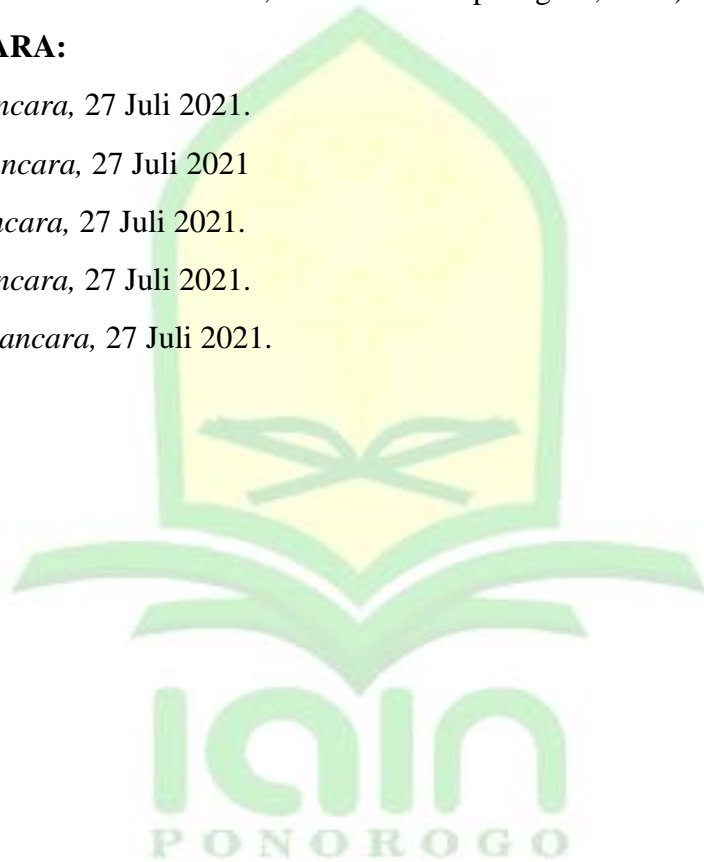 ARA:
ncara, 27 Juli 2021.
ncara, 27 Juli 2021
ncara, 27 Juli 2021.
ncara, 27 Juli 2021.
ancara, 27 Juli 2021.
iain
PONOROGO